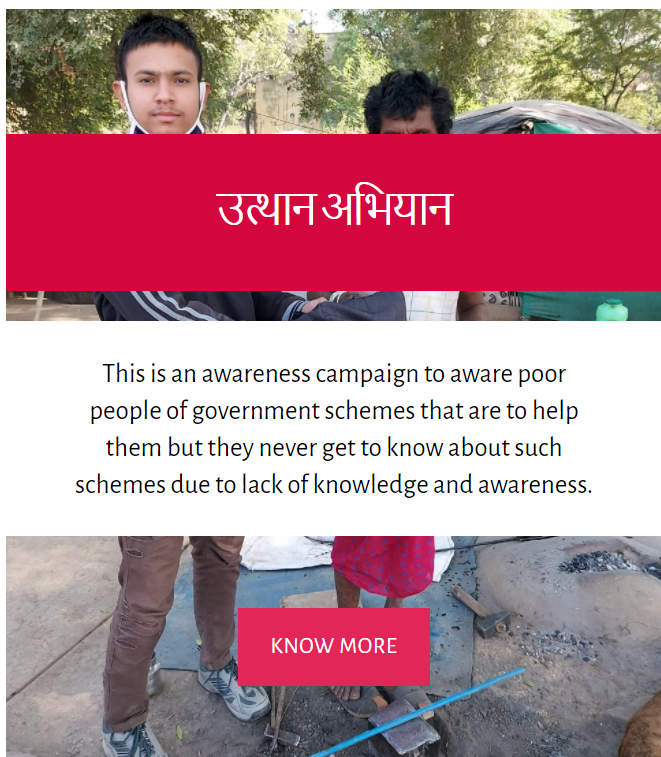 उत्थान अभियान
This is an awareness campaign to aware poor
people of government schemes that are to help
them but they never get to know about such
schemes due to lack of knowledge and awareness.
KNOW MORE